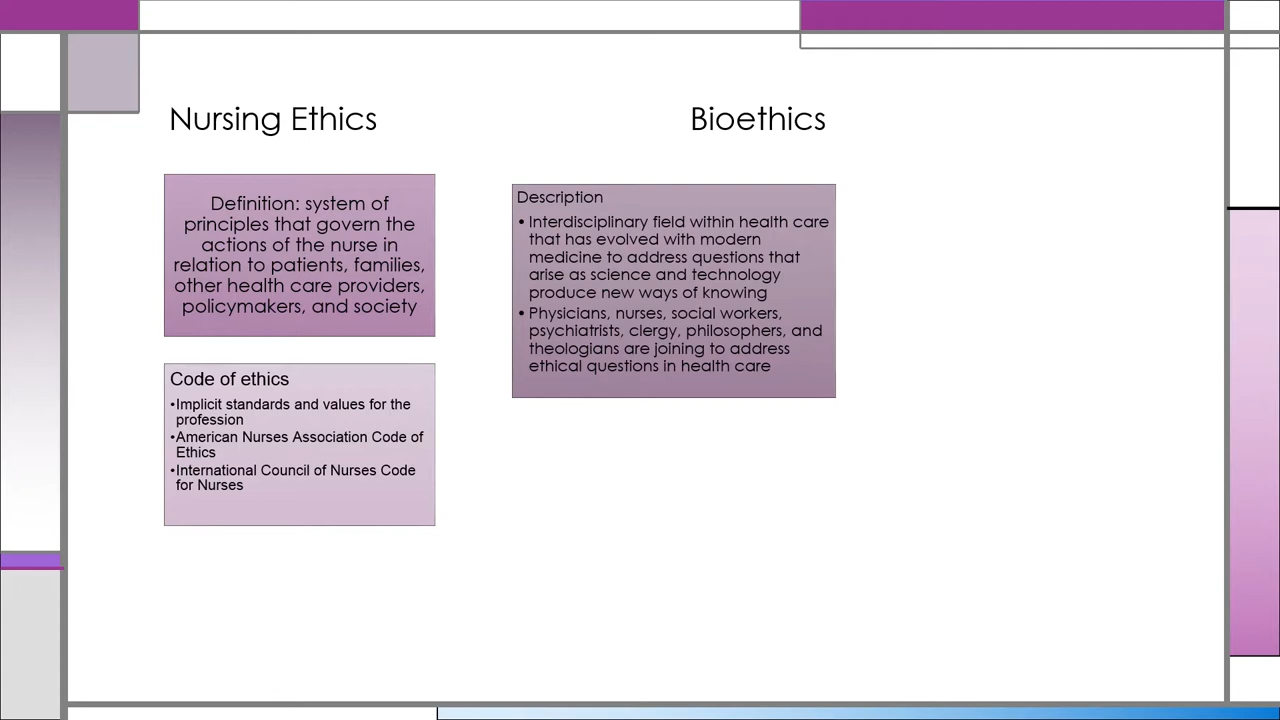 Nursing Ethics
Definition: system of
principles that govern the
actions of the nurse in
relation to patients, families,
other health care providers,
policymakers, and society
Code of ethics
•Implicit standards and values for the
profession
•American Nurses Association Code of
Ethics
•International Council of Nurses Code
for Nurses
Bioethics
Description
• Interdisciplinary field within health care
that has evolved with modern
medicine to address questions that
arise as science and technology
produce new ways of knowing
• Physicians, nurses, social workers,
psychiatrists, clergy, philosophers, and
theologians are joining to address
ethical questions in health care